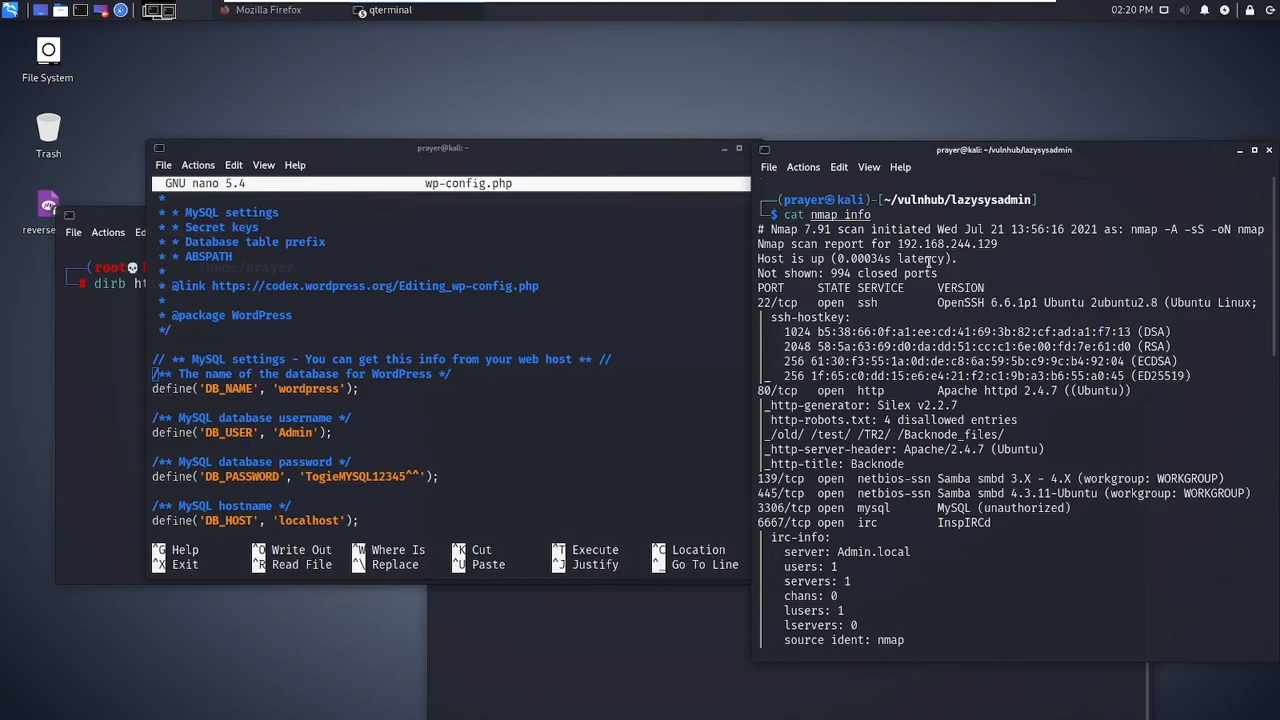 Mozilla Firefox
qterminal
02:20 PM
File System
Trash
reverse
File Actions
(root
/home/prayer
# dirb ht
prayer@kali: ~
File Actions Edit View Help
GNU nano 5.4 wp-config.php
*
* * MySQL settings
* * Secret keys
* * Database table prefix
* * ABSPATH
*
* @link https://codex.wordpress.org/Editing_wp-config.php
*
* @package WordPress
*/
// ** MySQL settings - You can get this info from your web host ** //
/** The name of the database for WordPress */
define('DB_NAME', 'wordpress');
/** MySQL database username */
define('DB_USER', 'Admin');
/** MySQL database password */
define('DB_PASSWORD', 'TogieMYSQL12345^^');
/** MySQL hostname */
define('DB_HOST', 'localhost');
^G Help ^O Write Out ^W Where Is ^K Cut ^T Execute ^C Location
^X Exit ^R Read File ^\ Replace ^U Paste ^J Justify ^_ Go To Line
prayer@kali: ~/vulnhub/lazysysadmin
File Actions Edit View Help
(prayer㉿kali)-[~/vulnhub/lazysysadmin]
$ cat nmap_info
# Nmap 7.91 scan initiated Wed Jul 21 13:56:16 2021 as: nmap -A -sS -oN nmap
Nmap scan report for 192.168.244.129
Host is up (0.00034s latency).
Not shown: 994 closed ports
PORT STATE SERVICE VERSION
22/tcp open ssh OpenSSH 6.6.1p1 Ubuntu 2ubuntu2.8 (Ubuntu Linux;
| ssh-hostkey:
| 1024 b5:38:66:0f:a1:ee:cd:41:69:3b:82:cf:ad:a1:f7:13 (DSA)
| 2048 58:5a:63:69:d0:da:dd:51:cc:c1:6e:00:fd:7e:61:d0 (RSA)
| 256 61:30:f3:55:1a:0d:de:c8:6a:59:5b:c9:9c:b4:92:04 (ECDSA)
|_ 256 1f:65:c0:dd:15:e6:e4:21:f2:c1:9b:a3:b6:55:a0:45 (ED25519)
80/tcp open http Apache httpd 2.4.7 ((Ubuntu))
|_http-generator: Silex v2.2.7
| http-robots.txt: 4 disallowed entries
|_/old/ /test/ /TR2/ /Backnode_files/
|_http-server-header: Apache/2.4.7 (Ubuntu)
|_http-title: Backnode
139/tcp open netbios-ssn Samba smbd 3.X - 4.X (workgroup: WORKGROUP)
445/tcp open netbios-ssn Samba smbd 4.3.11-Ubuntu (workgroup: WORKGROUP)
3306/tcp open mysql MySQL (unauthorized)
6667/tcp open irc InspIRCd
| irc-info:
| server: Admin.local
| users: 1
| servers: 1
| chans: 0
| lusers: 1
| lservers: 0
| source ident: nmap